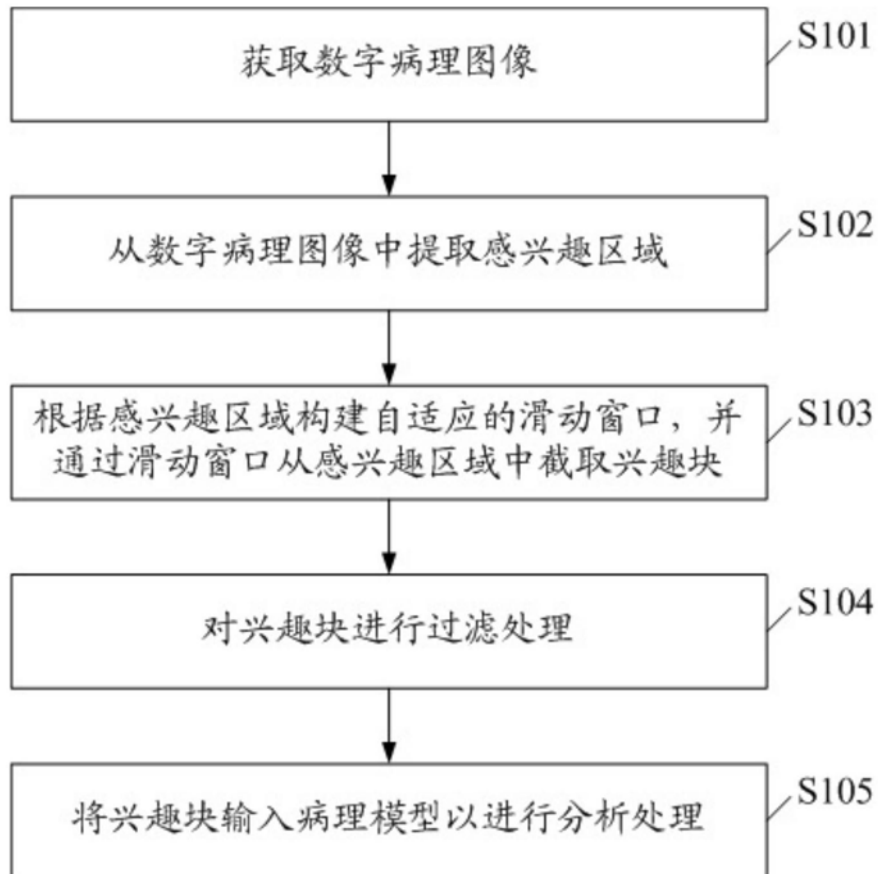 获取数字病理图像
S101
从数字病理图像中提取感兴趣区域
S102
根据感兴趣区域构建自适应的滑动窗口，并
通过滑动窗口从感兴趣区域中截取兴趣块
S103
对兴趣块进行过滤处理
S104
将兴趣块输入病理模型以进行分析处理
S105